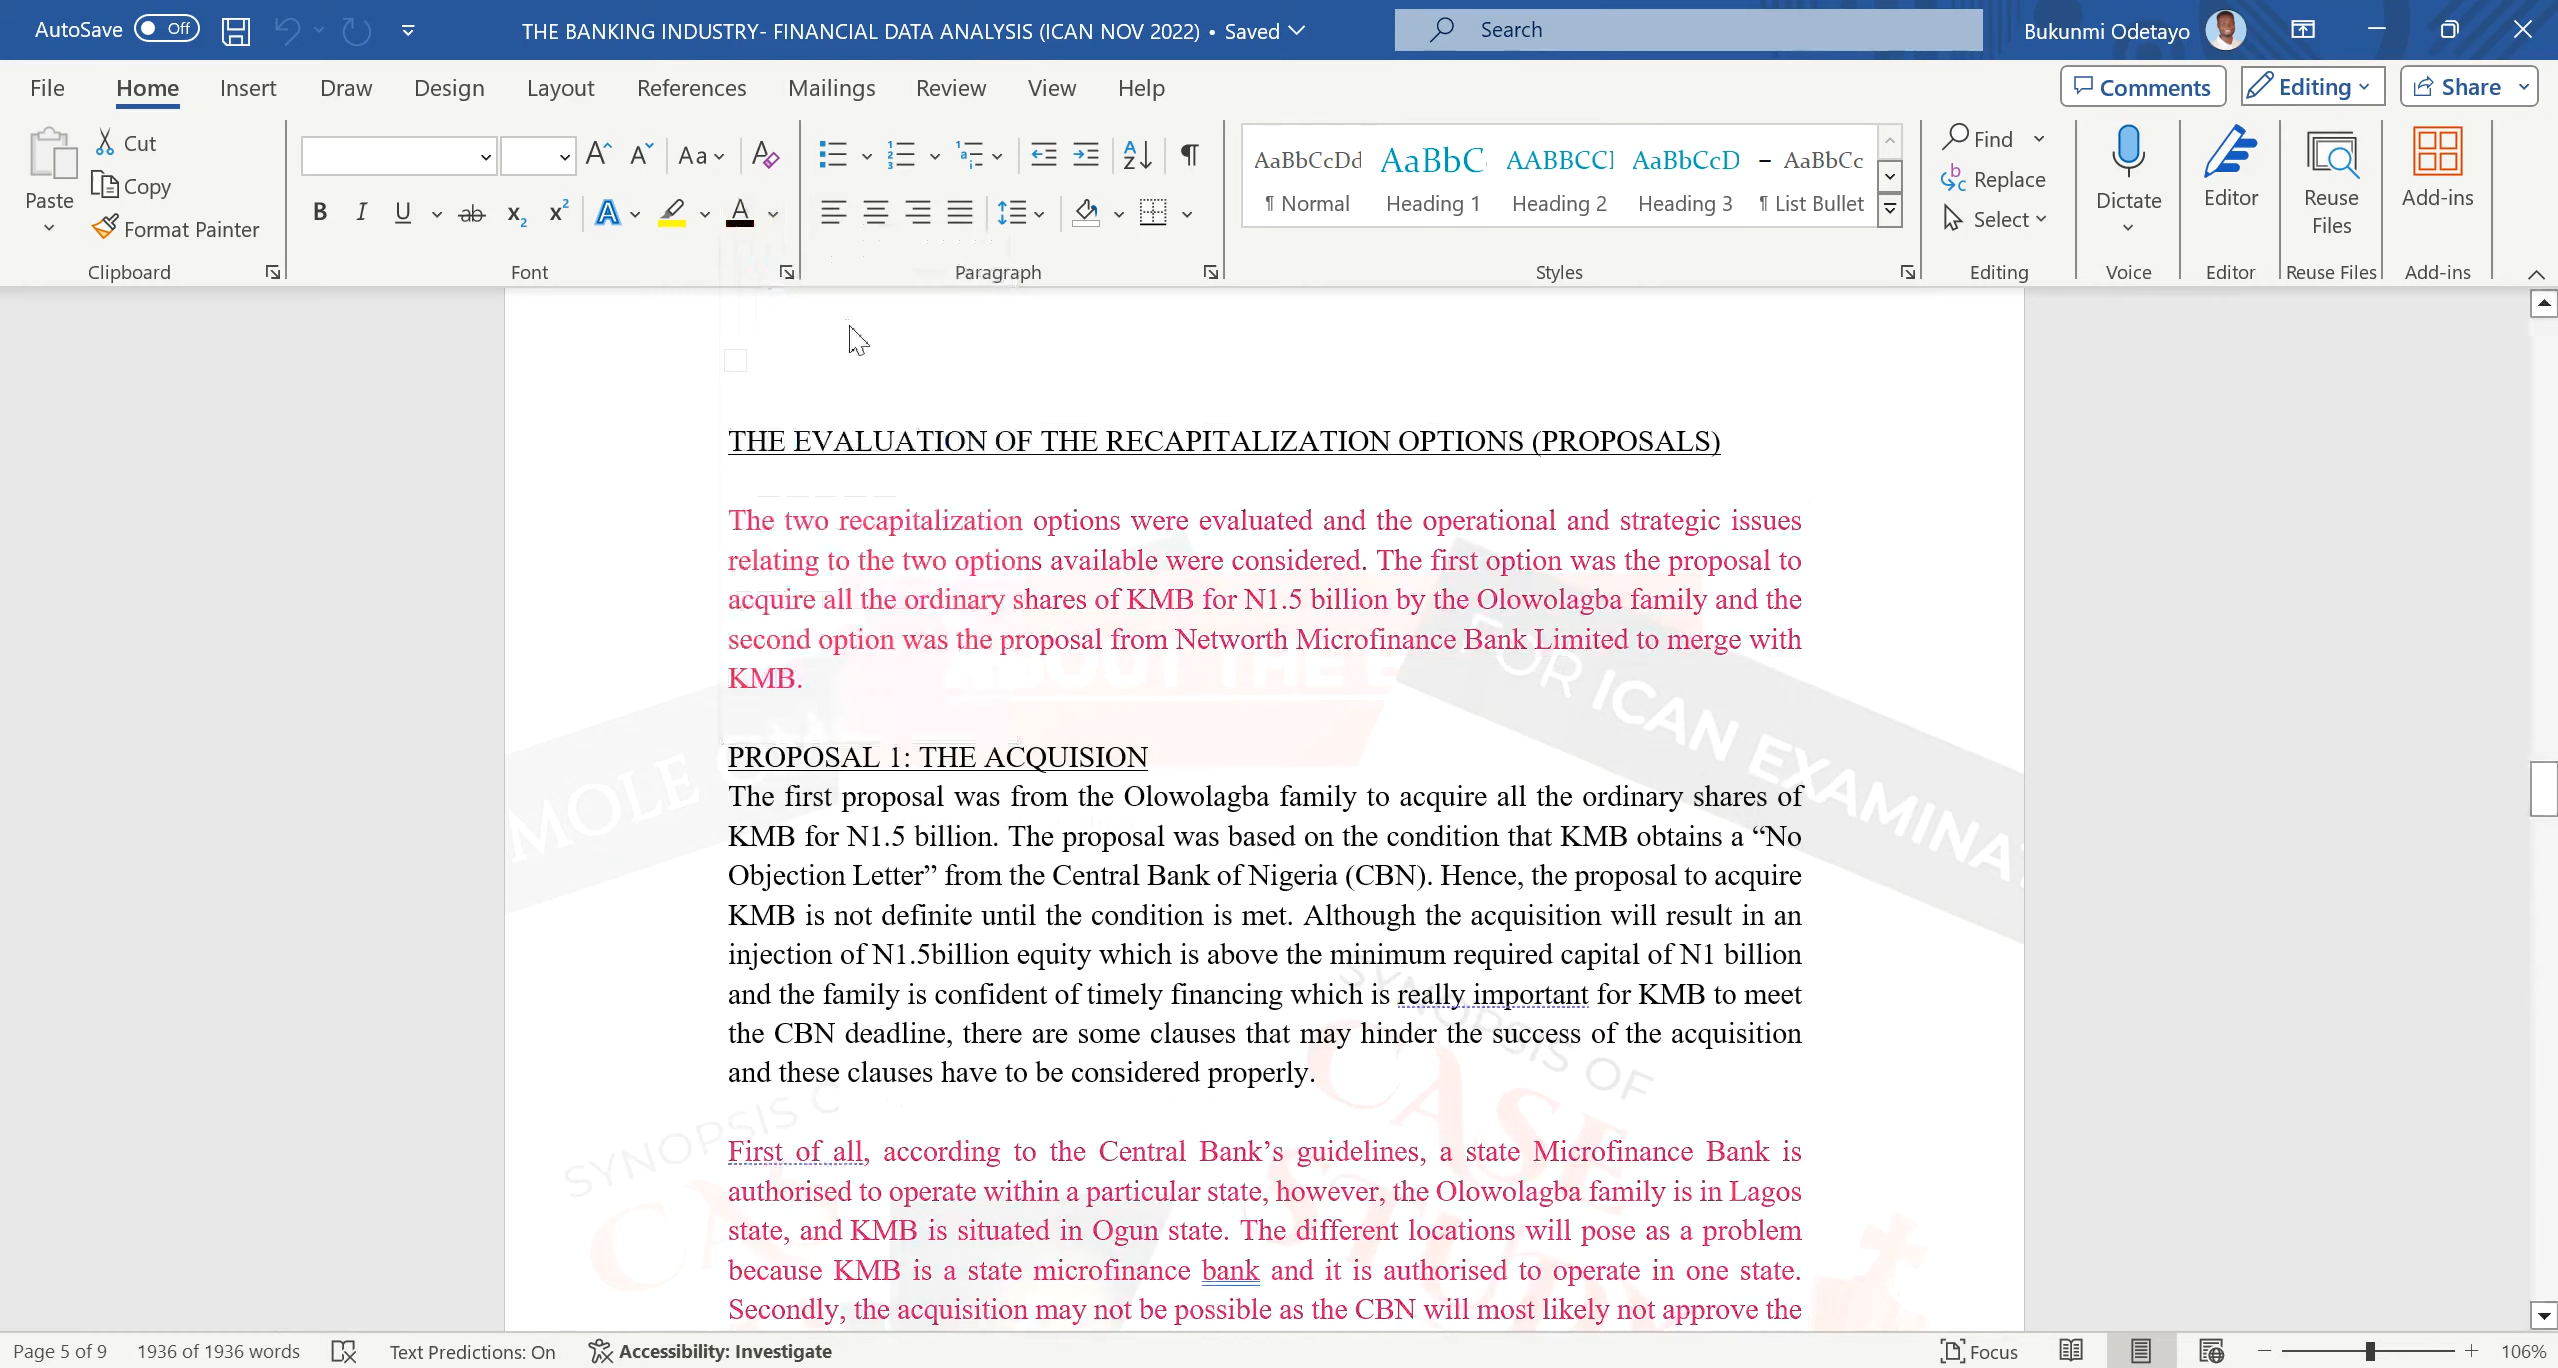 AutoSave Off THE BANKING INDUSTRY- FINANCIAL DATA ANALYSIS (ICAN NOV 2022) • Saved Search Bukunmi Odetayo
File Home Insert Draw Design Layout References Mailings Review View Help Comments Editing Share
Paste Cut Copy Format Painter
Aa
B I U ab x2 x2 A A
AaBbCcDd AaBbC AABBCCI AaBbCcD – AaBbCc
¶ Normal Heading 1 Heading 2 Heading 3 ¶ List Bullet
Find Replace Select
Dictate Editor Reuse Files Add-ins
Clipboard Font Paragraph Styles Editing Voice Editor Reuse Files Add-ins
THE EVALUATION OF THE RECAPITALIZATION OPTIONS (PROPOSALS)
The two recapitalization options were evaluated and the operational and strategic issues
relating to the two options available were considered. The first option was the proposal to
acquire all the ordinary shares of KMB for N1.5 billion by the Olowolagba family and the
second option was the proposal from Networth Microfinance Bank Limited to merge with
KMB.
PROPOSAL 1: THE ACQUISION
The first proposal was from the Olowolagba family to acquire all the ordinary shares of
KMB for N1.5 billion. The proposal was based on the condition that KMB obtains a “No
Objection Letter” from the Central Bank of Nigeria (CBN). Hence, the proposal to acquire
KMB is not definite until the condition is met. Although the acquisition will result in an
injection of N1.5billion equity which is above the minimum required capital of N1 billion
and the family is confident of timely financing which is really important for KMB to meet
the CBN deadline, there are some clauses that may hinder the success of the acquisition
and these clauses have to be considered properly.
First of all, according to the Central Bank’s guidelines, a state Microfinance Bank is
authorised to operate within a particular state, however, the Olowolagba family is in Lagos
state, and KMB is situated in Ogun state. The different locations will pose as a problem
because KMB is a state microfinance bank and it is authorised to operate in one state.
Secondly, the acquisition may not be possible as the CBN will most likely not approve the
FOR ICAN EXAMINA
SYNOPSIS OF
CASE
Page 5 of 9 1936 of 1936 words Text Predictions: On Accessibility: Investigate Focus 106%